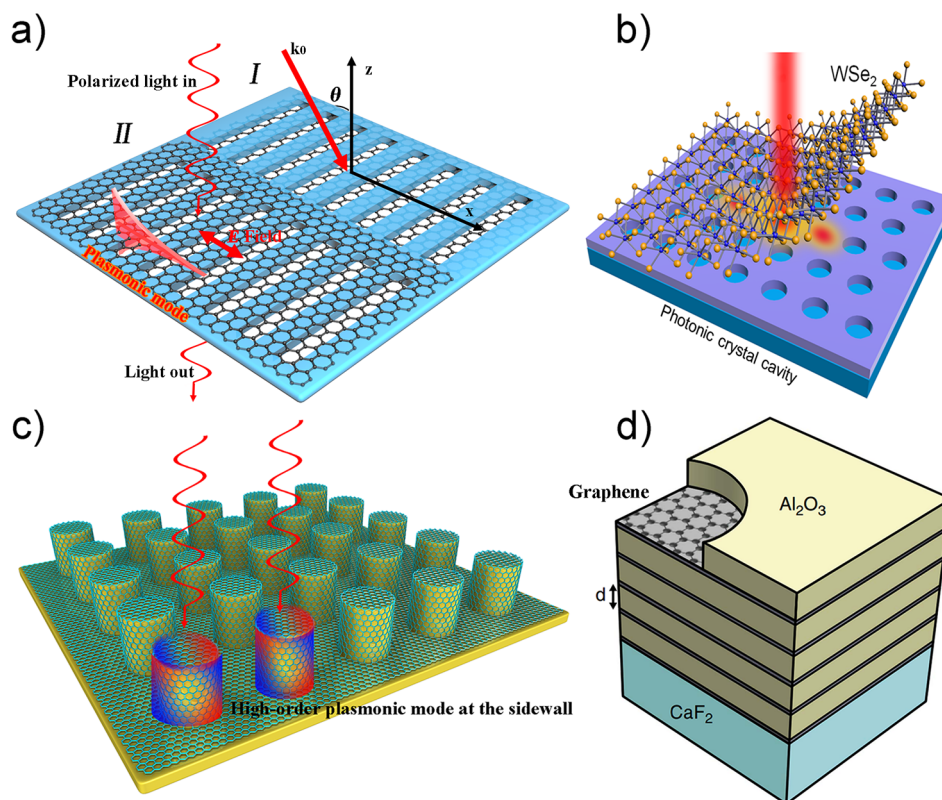 a)
k₀
z
Polarized light in
I
θ
II
x
E Field
Plasmonic mode
Light out
b)
WSe₂
Photonic crystal cavity
c)
High-order plasmonic mode at the sidewall
d)
Graphene
Al₂O₃
d
CaF₂